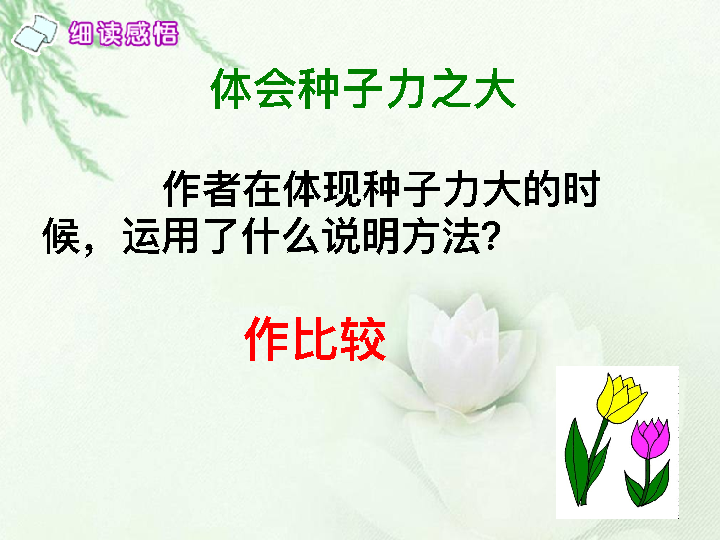 细读感悟
体会种子力之大
作者在体现种子力大的时
候，运用了什么说明方法？
作比较